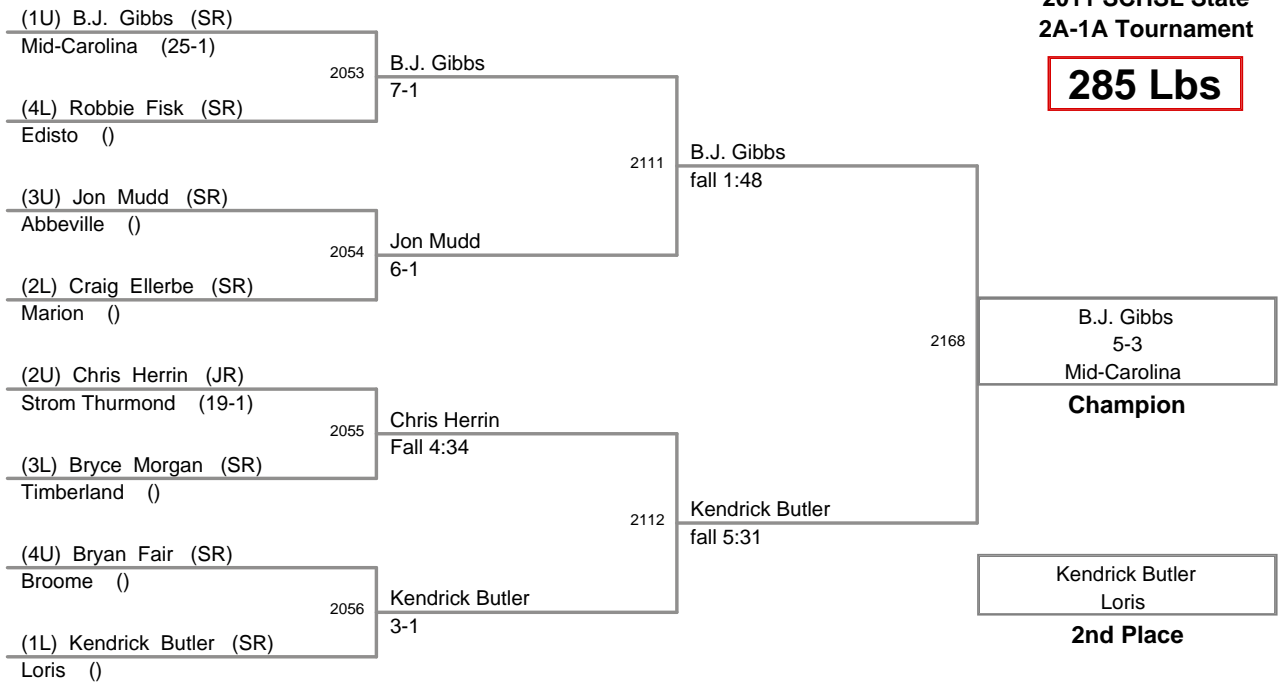 2011 SCHSL State
2A-1A Tournament
285 Lbs
(1U) B.J. Gibbs (SR)
Mid-Carolina (25-1)
2053
B.J. Gibbs
7-1
(4L) Robbie Fisk (SR)
Edisto ()
2111
B.J. Gibbs
fall 1:48
(3U) Jon Mudd (SR)
Abbeville ()
2054
Jon Mudd
6-1
(2L) Craig Ellerbe (SR)
Marion ()
2168
B.J. Gibbs
5-3
Mid-Carolina
Champion
(2U) Chris Herrin (JR)
Strom Thurmond (19-1)
2055
Chris Herrin
Fall 4:34
(3L) Bryce Morgan (SR)
Timberland ()
2112
Kendrick Butler
fall 5:31
(4U) Bryan Fair (SR)
Broome ()
2056
Kendrick Butler
3-1
(1L) Kendrick Butler (SR)
Loris ()
Kendrick Butler
Loris
2nd Place